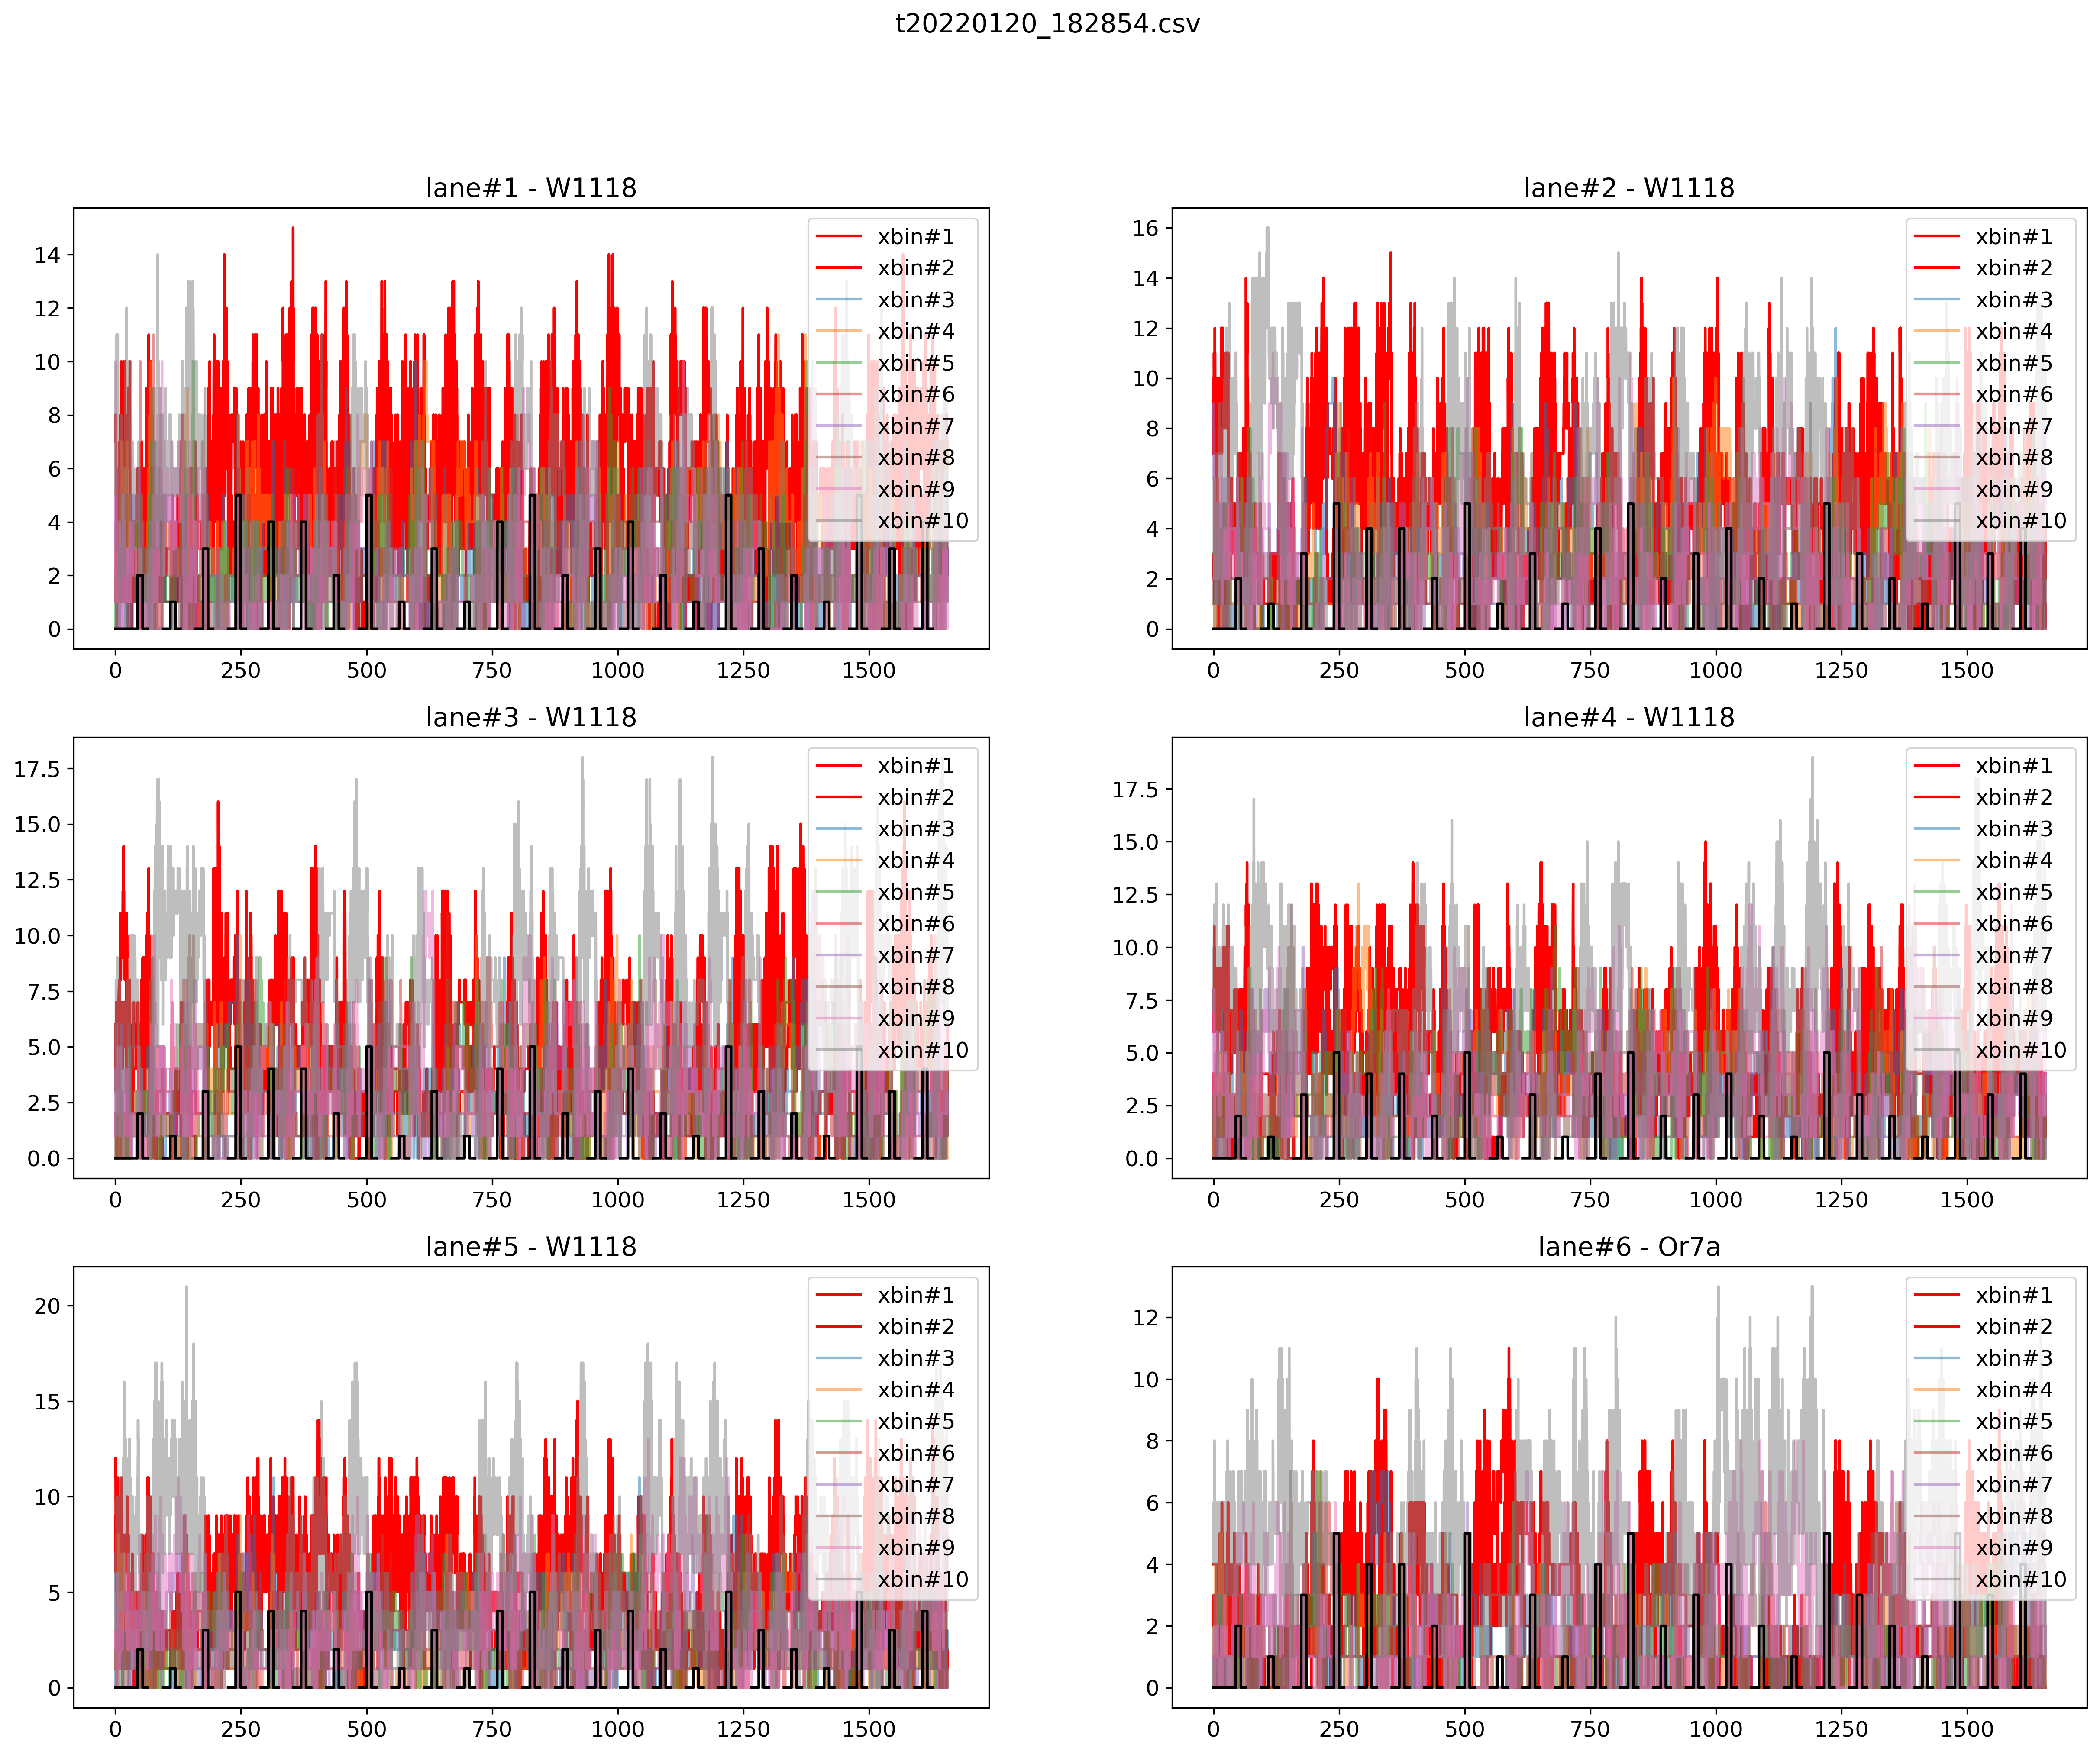 t20220120_182854.csv
lane#1 - W1118
14
12
10
8
6
4
2
0
0 250 500 750 1000 1250 1500
xbin#1
xbin#2
xbin#3
xbin#4
xbin#5
xbin#6
xbin#7
xbin#8
xbin#9
xbin#10
lane#2 - W1118
16
14
12
10
8
6
4
2
0
0 250 500 750 1000 1250 1500
xbin#1
xbin#2
xbin#3
xbin#4
xbin#5
xbin#6
xbin#7
xbin#8
xbin#9
xbin#10
lane#3 - W1118
17.5
15.0
12.5
10.0
7.5
5.0
2.5
0.0
0 250 500 750 1000 1250 1500
xbin#1
xbin#2
xbin#3
xbin#4
xbin#5
xbin#6
xbin#7
xbin#8
xbin#9
xbin#10
lane#4 - W1118
17.5
15.0
12.5
10.0
7.5
5.0
2.5
0.0
0 250 500 750 1000 1250 1500
xbin#1
xbin#2
xbin#3
xbin#4
xbin#5
xbin#6
xbin#7
xbin#8
xbin#9
xbin#10
lane#5 - W1118
20
15
10
5
0
0 250 500 750 1000 1250 1500
xbin#1
xbin#2
xbin#3
xbin#4
xbin#5
xbin#6
xbin#7
xbin#8
xbin#9
xbin#10
lane#6 - Or7a
12
10
8
6
4
2
0
0 250 500 750 1000 1250 1500
xbin#1
xbin#2
xbin#3
xbin#4
xbin#5
xbin#6
xbin#7
xbin#8
xbin#9
xbin#10